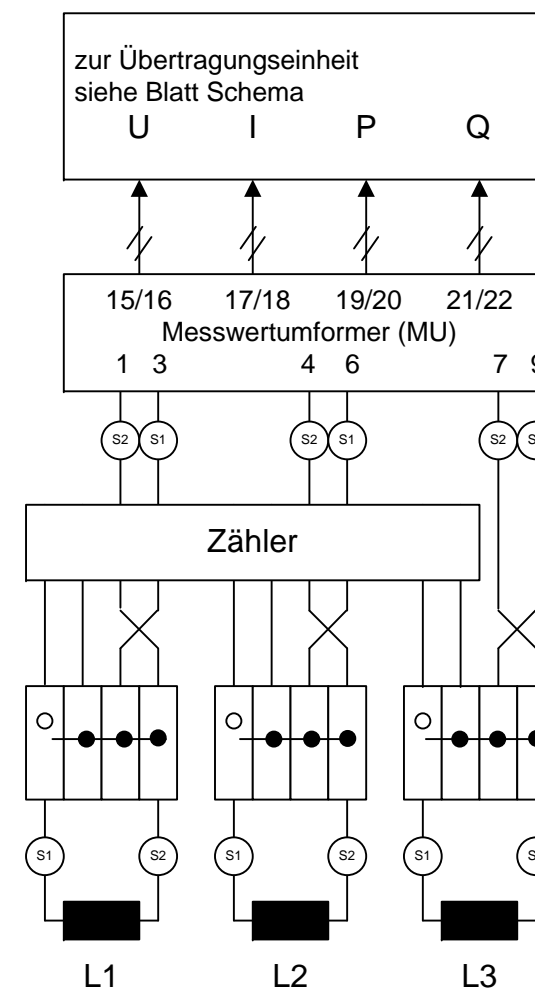 zur Übertragungseinheit
siehe Blatt Schema
U I P Q
15/16 17/18 19/20 21/22
Messwertumformer (MU)
1 3 4 6 7
S2 S1 S2 S1 S2
Zähler
S1 S2 S1 S2 S1
L1 L2 L3